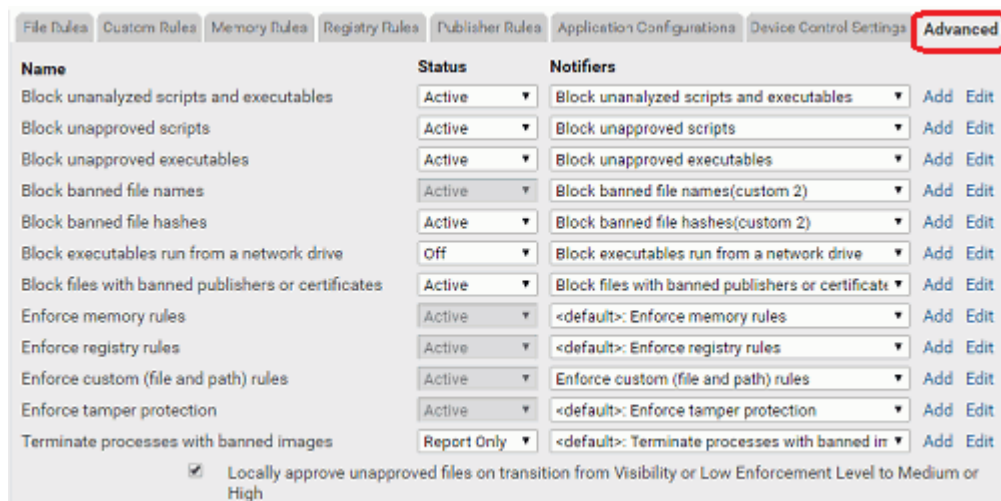 File Rules Custom Rules Memory Rules Registry Rules Publisher Rules Application Configurations Device Control Settings Advanced
Name Status Notifiers
Block unanalyzed scripts and executables Active Block unanalyzed scripts and executables Add Edit
Block unapproved scripts Active Block unapproved scripts Add Edit
Block unapproved executables Active Block unapproved executables Add Edit
Block banned file names Active Block banned file names(custom 2) Add Edit
Block banned file hashes Active Block banned file hashes(custom 2) Add Edit
Block executables run from a network drive Off Block executables run from a network drive Add Edit
Block files with banned publishers or certificates Active Block files with banned publishers or certificate Add Edit
Enforce memory rules Active <default>: Enforce memory rules Add Edit
Enforce registry rules Active <default>: Enforce registry rules Add Edit
Enforce custom (file and path) rules Active Enforce custom (file and path) rules Add Edit
Enforce tamper protection Active <default>: Enforce tamper protection Add Edit
Terminate processes with banned images Report Only <default>: Terminate processes with banned im Add Edit
Locally approve unapproved files on transition from Visibility or Low Enforcement Level to Medium or
High